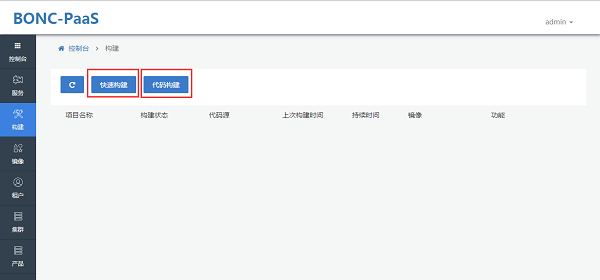 BONC-PaaS
admin
控制台
控制台 > 构建
服务
快速构建 代码构建
构建
项目名称 构建状态 代码源 上次构建时间 持续时间 镜像 功能
镜像
租户
集群
产品